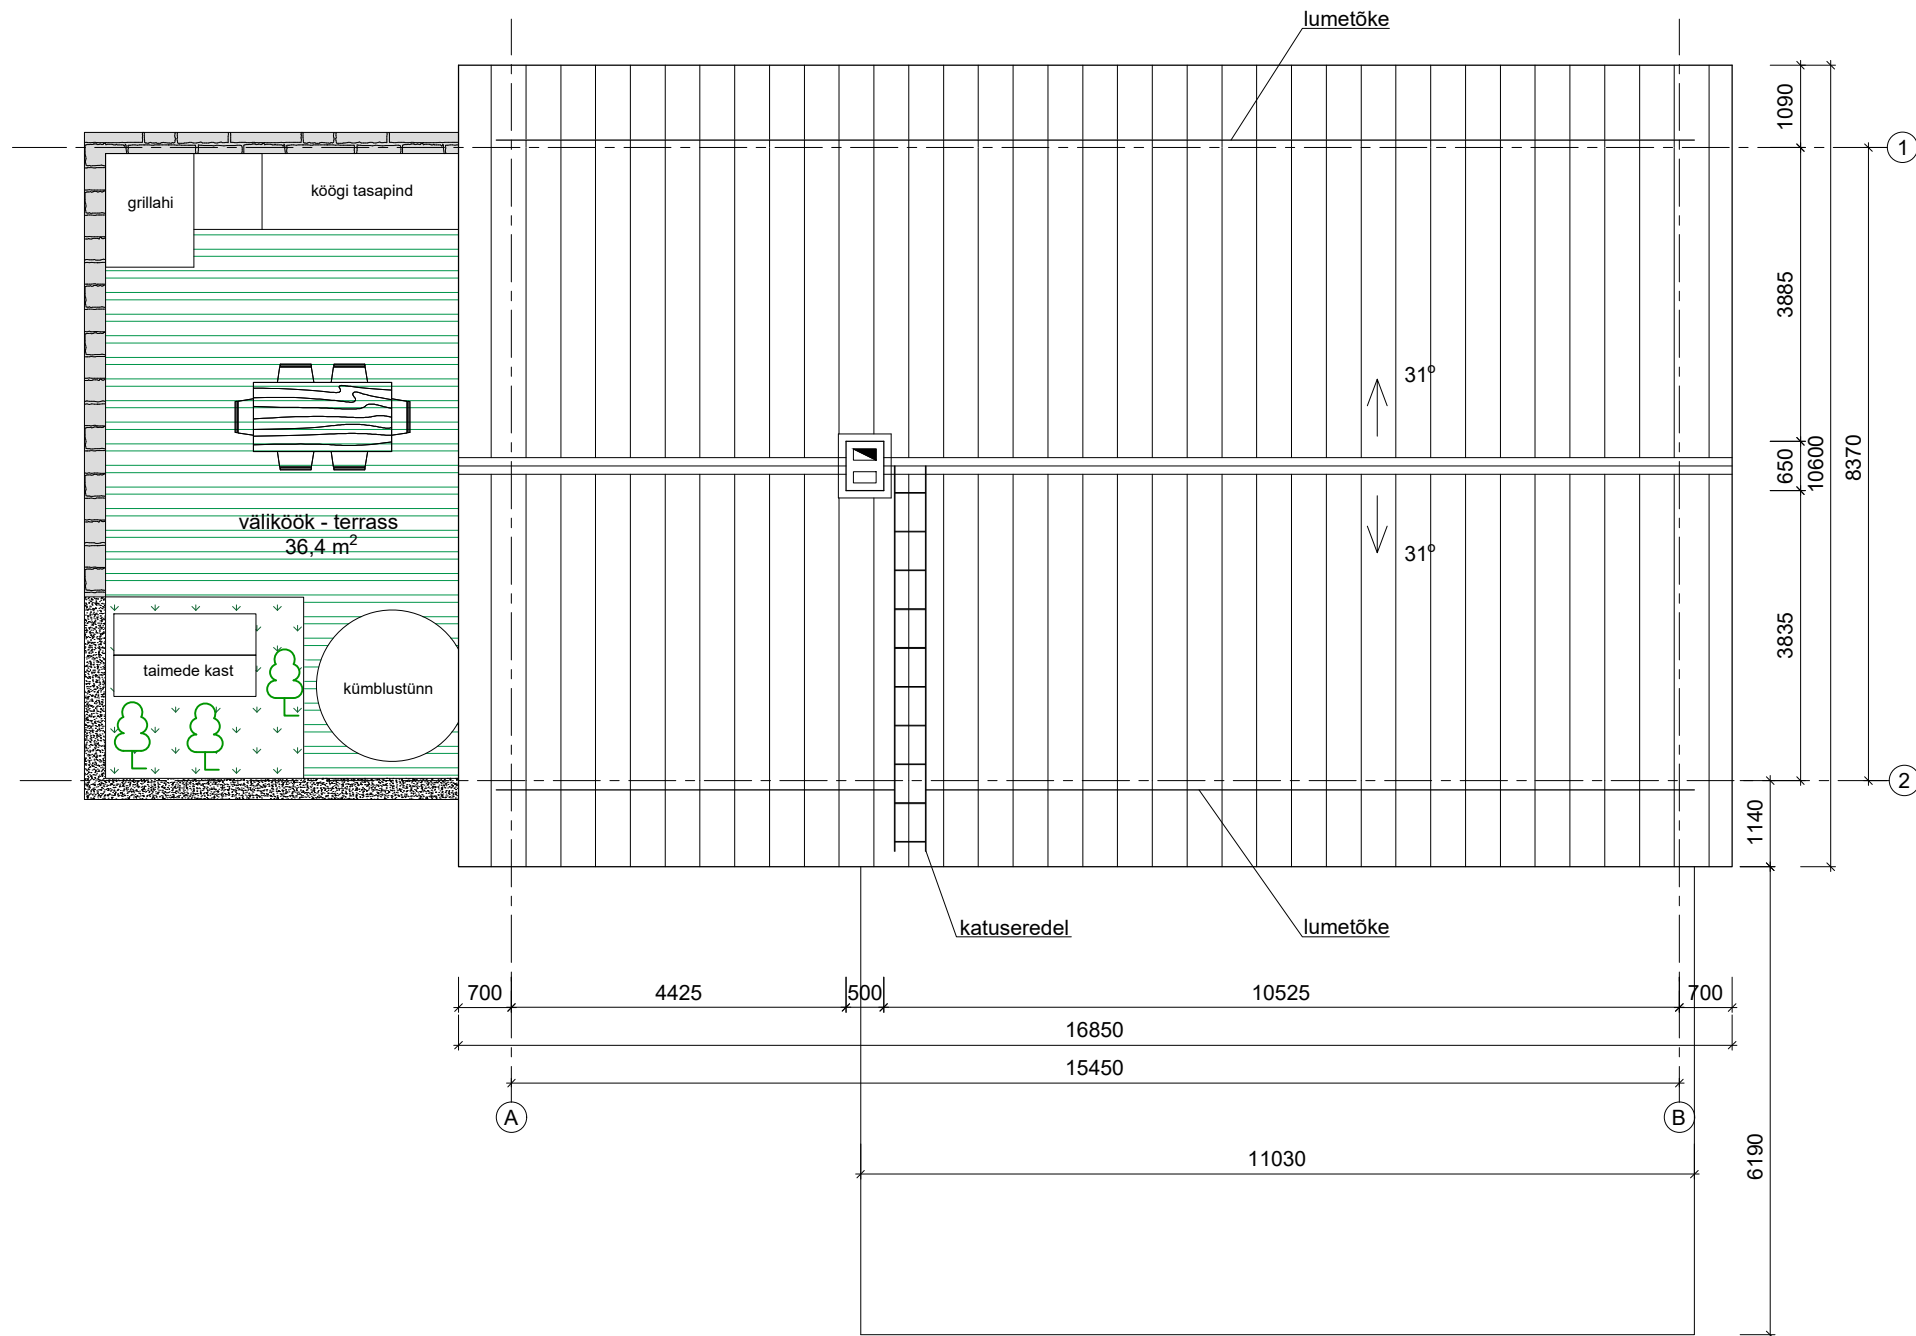 lumetõke
1090
1
grillahi
köögi tasapind
3885
31°
650
10600
8370
31°
väliköök - terrass
36,4 m²
3835
taimede kast
kümblustünn
2
1140
katuseredel
lumetõke
700
4425
500
10525
700
16850
15450
A
B
11030
6190